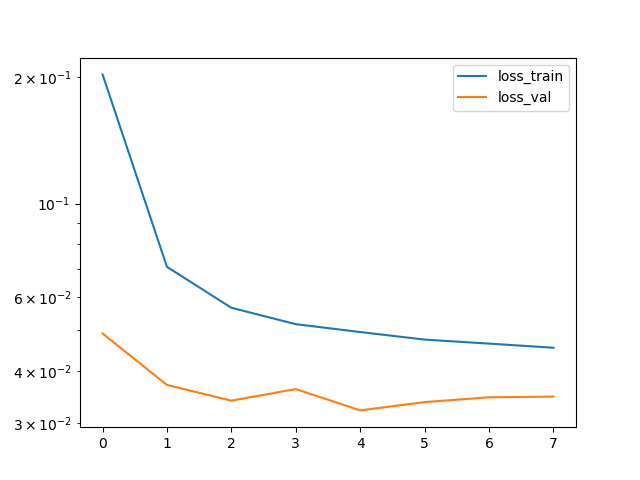 loss_train
loss_val
2 × 10⁻¹
10⁻¹
6 × 10⁻²
4 × 10⁻²
3 × 10⁻²
0 1 2 3 4 5 6 7